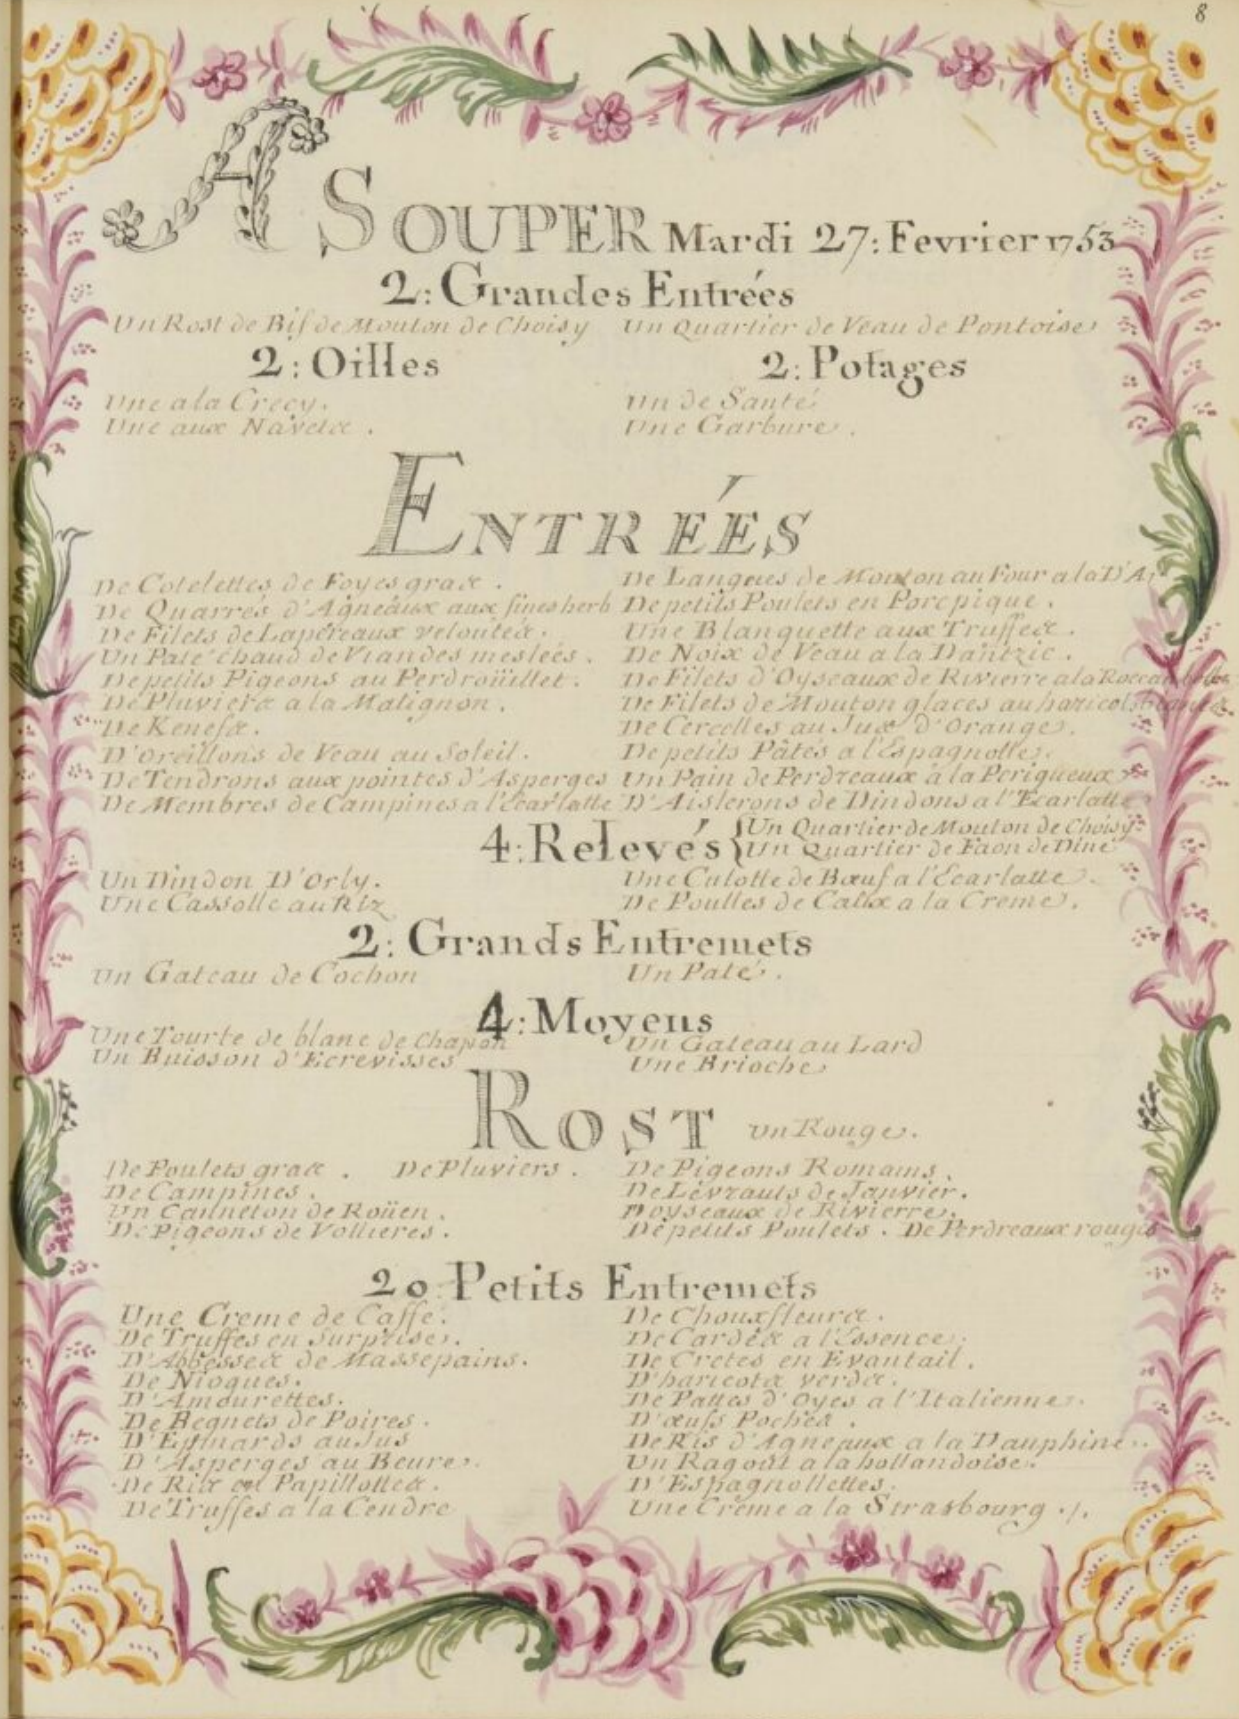 8
A SOUPER Mardi 27: Fevrier 1753
2: Grandes Entrées
Un Rost de Bif de Mouton de Choisy Un Quartier de Veau de Pontoise
2: Oilles 2: Potages
Une a la Crecy. Un de Santé
Une aux Navets. Une Garbure.
ENTRÉÉS
De Cotelettes de Foyes gras. De Langues de Mouton au Four a la D'Ar
De Quarrés d'Agneaux aux fines herb De petits Poulets en Porcpique.
De Filets de Lapereaux veloutés. Une Blanquette aux Truffes.
Un Paté chaud de Viandes meslées. De Noix de Veau a la Dantzic.
De petits Pigeons au Perdroüillet. De Filets d'Oyseaux de Rivierre a la
De Pluviers a la Matignon. De Filets de Mouton glacés au haricot
De Kenefs. De Cercelles au Jus d'Orange.
D'Oreillons de Veau au Soleil. De petits Pâtés a l'Espagnolle.
De Tendrons aux pointes d'Asperges Un Pain de Perdreaux a la Perigueux
De Membres de Campines a l'écarlatte D'Aislerons de Dindons a l'Ecarlatte
4: Relevés { Un Quartier de Mouton de Choisy
Un Quartier de Faon de Dine
Un Dindon D'Orly. Une Culotte de Bœuf a l'Ecarlatte.
Une Cassolle au Riz De Poulles de Caux a la Creme.
2: Grands Entremets
Un Gateau de Cochon Un Paté.
4: Moyens
Une Tourte de blanc de Chapon Un Gateau au Lard
Un Buisson d'Ecrevisses Une Brioche
ROST un Rouge.
De Poulets gras. De Pluviers. De Pigeons Romains.
De Campines. De Levrauts de Janvier.
Un Canneton de Roüen. D'oyseaux de Rivierre.
De Pigeons de Vollieres. De petits Poulets. De Perdreaux rouges
20 Petits Entremets
Une Creme de Caffé. De Chouxfleurs.
De Truffes en surprise. De Cardes a l'Essence.
D'Abbesses de Massepains. De Cretes en Evantail.
De Nioques. D'haricots verds.
D'Amourettes. De Pattes d'Oyes a l'Italienne.
De Begnets de Poires. D'œufs Pochés.
D'Epinards au Jus De Ris d'Agneaux a la Dauphine.
D'Asperges au Beure. Un Ragoût a la hollandoise.
De Ris en Papillottes. D'Espagnollettes.
De Truffes a la Cendre Une Crême a la Strasbourg ./.